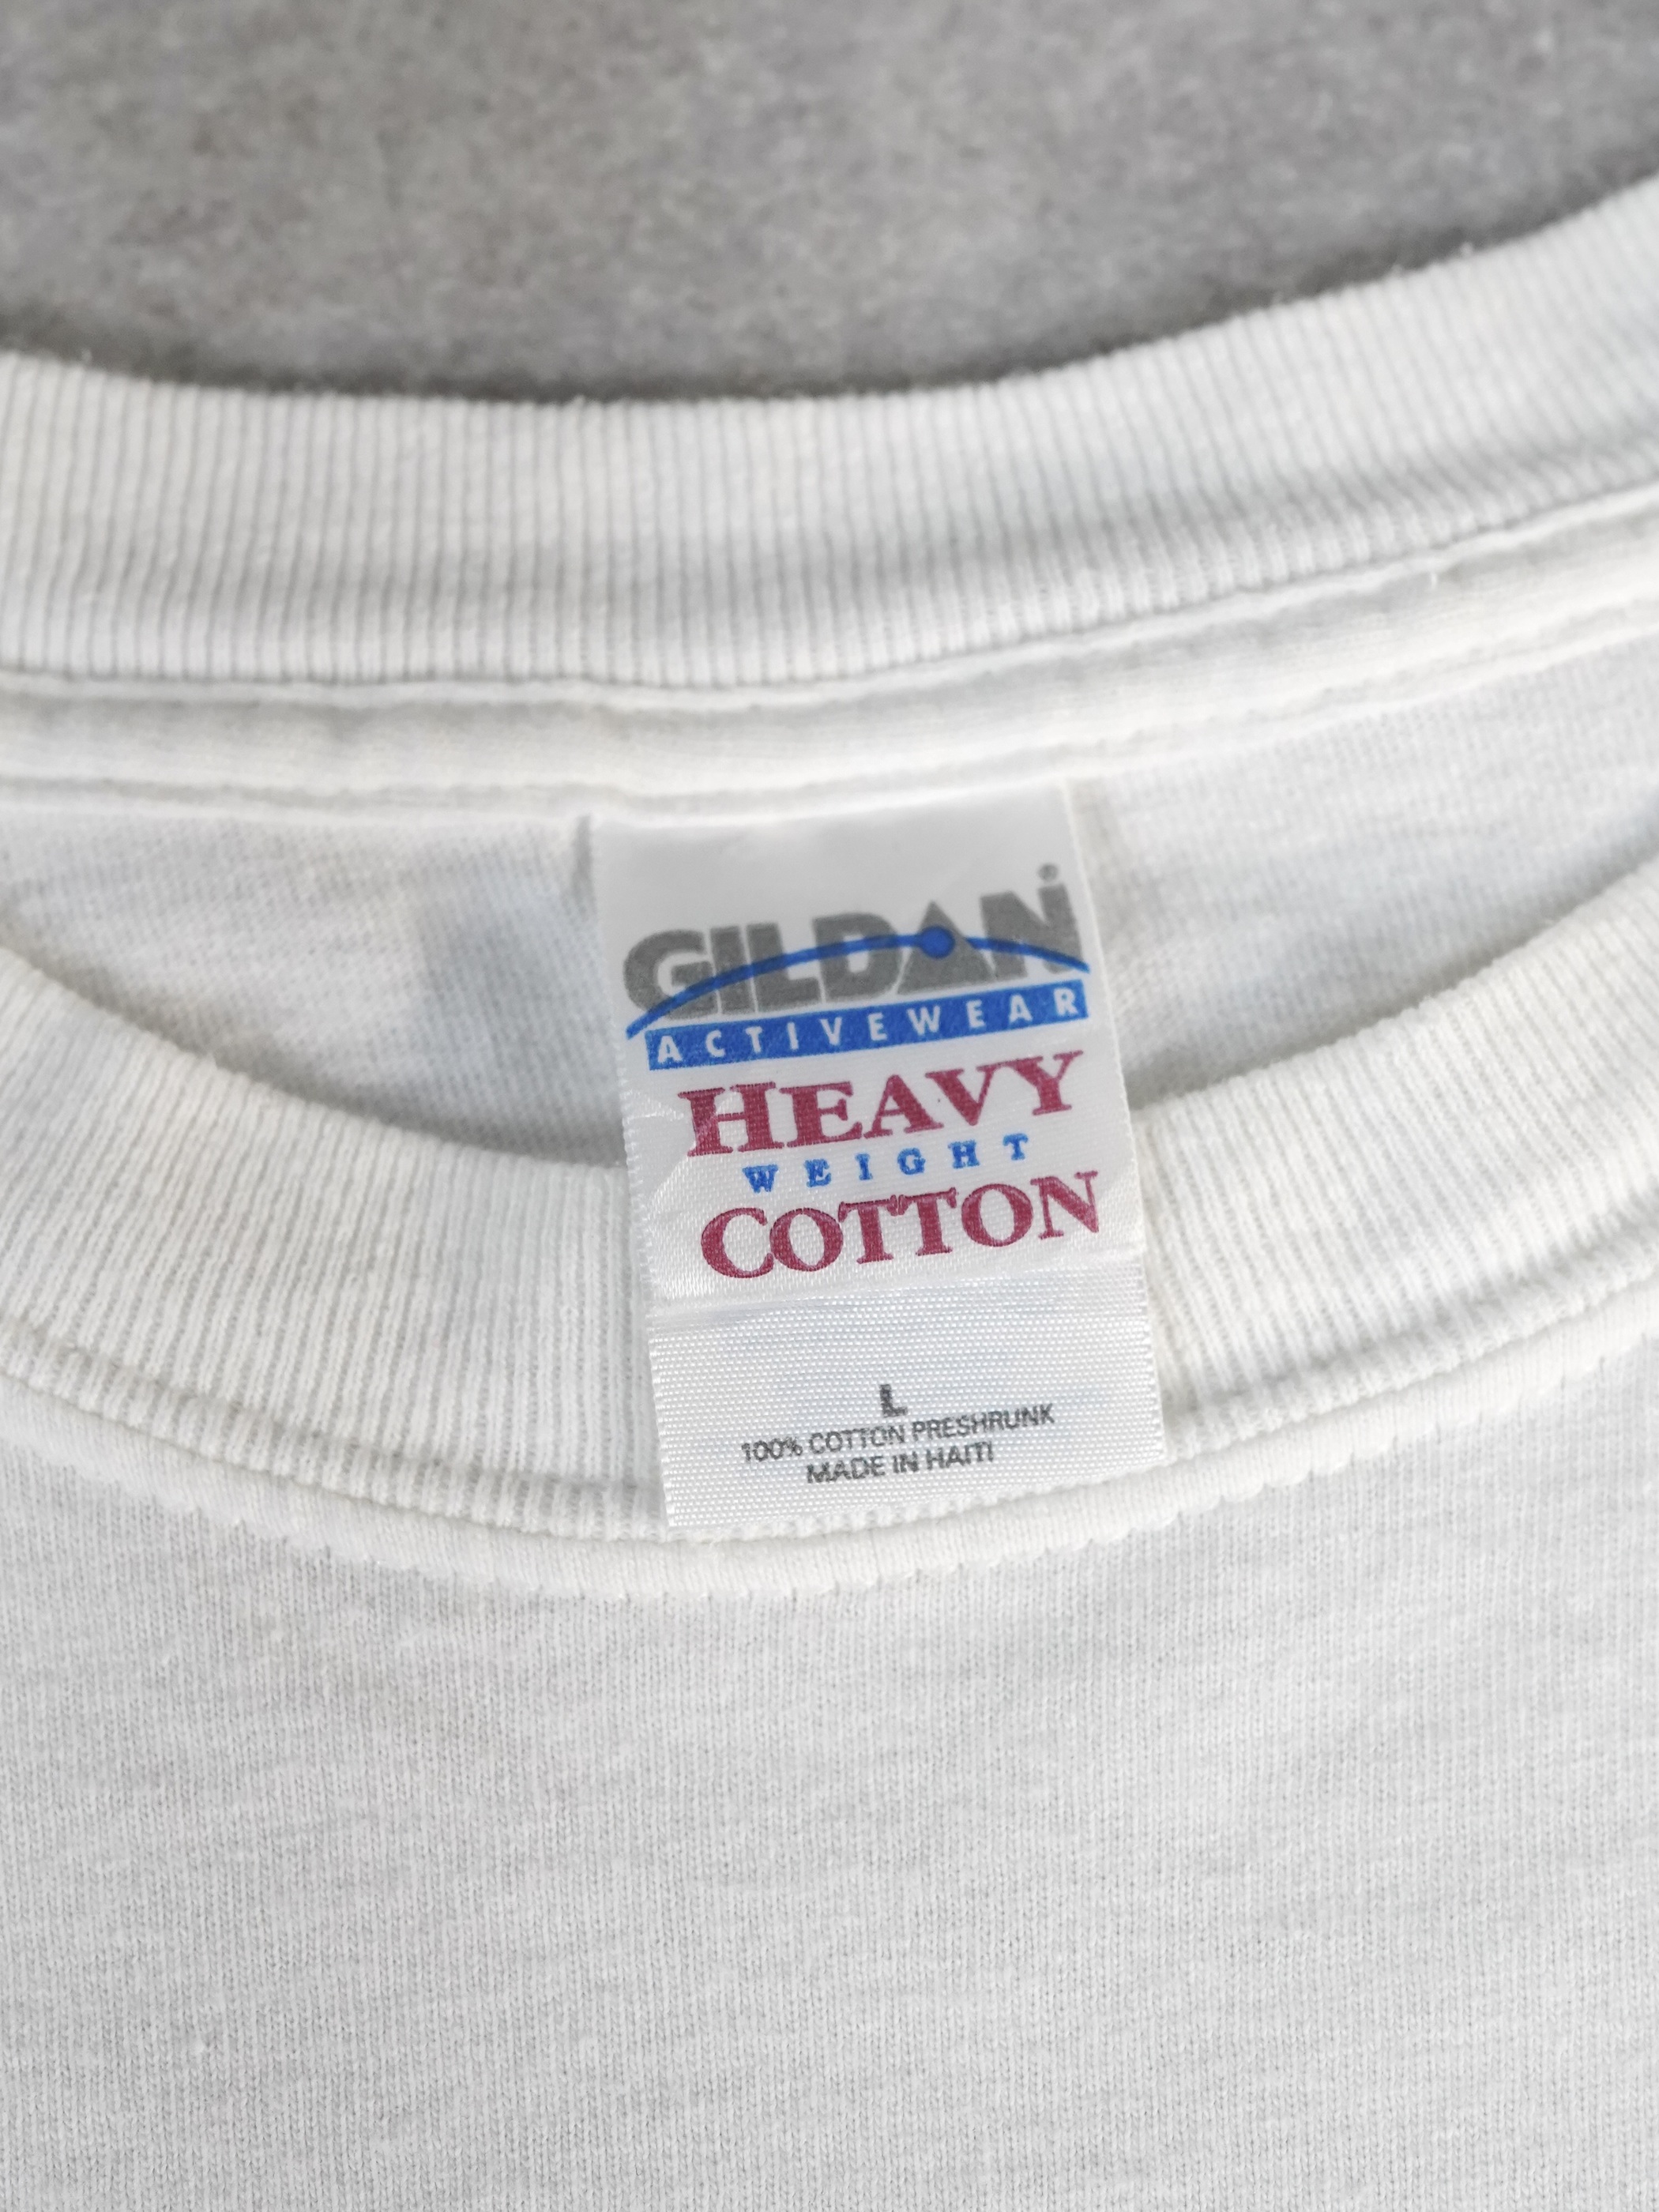 GILDAN®
ACTIVEWEAR
HEAVY
WEIGHT
COTTON
L
100% COTTON PRESHRUNK
MADE IN HAITI